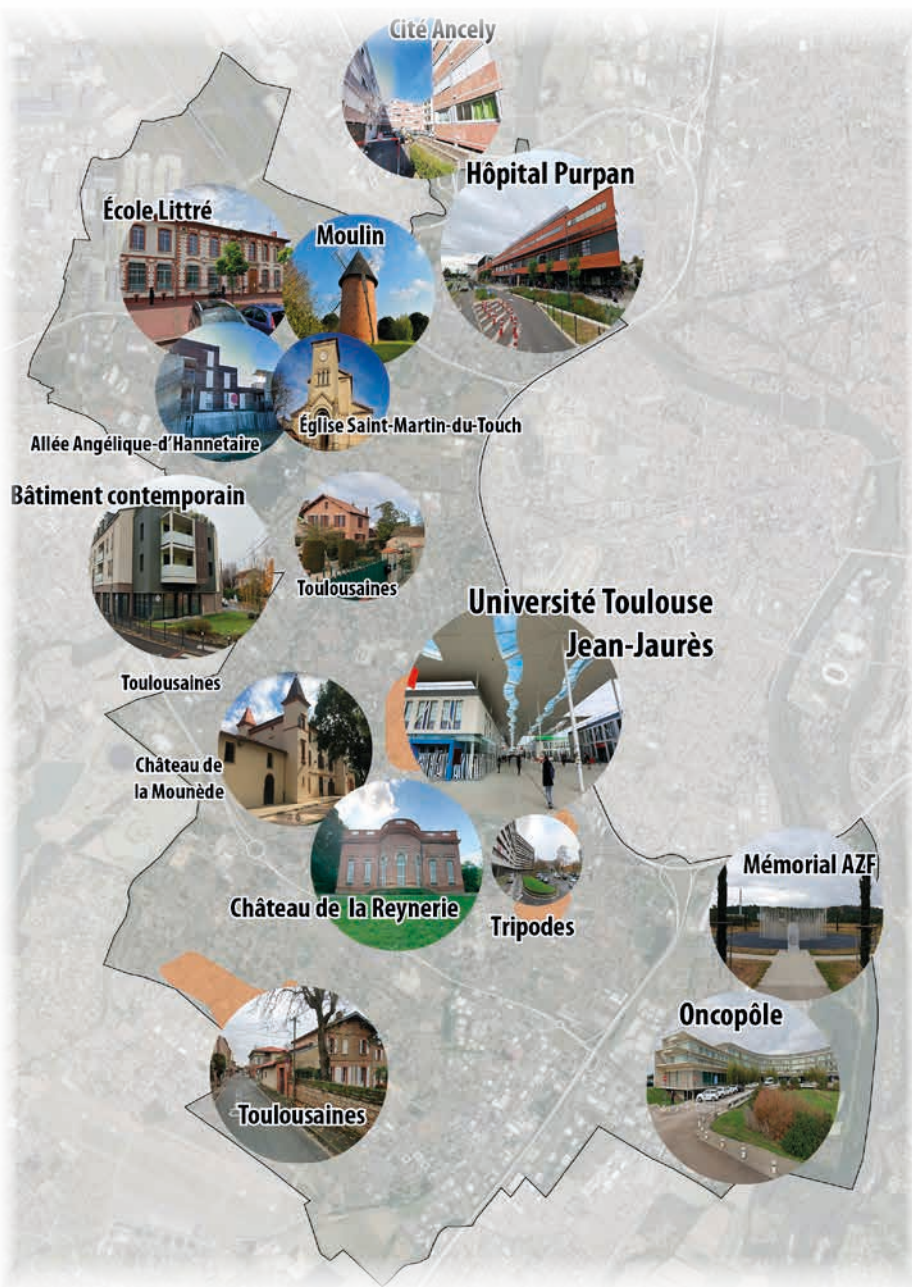 Cité Ancely
Hôpital Purpan
École Littré
Moulin
Allée Angélique-d'Hannetaire
Église Saint-Martin-du-Touch
Bâtiment contemporain
Toulousaines
Université Toulouse
Jean-Jaurès
Toulousaines
Château de
la Mounède
Château de la Reynerie
Tripodes
Mémorial AZF
Oncopôle
Toulousaines